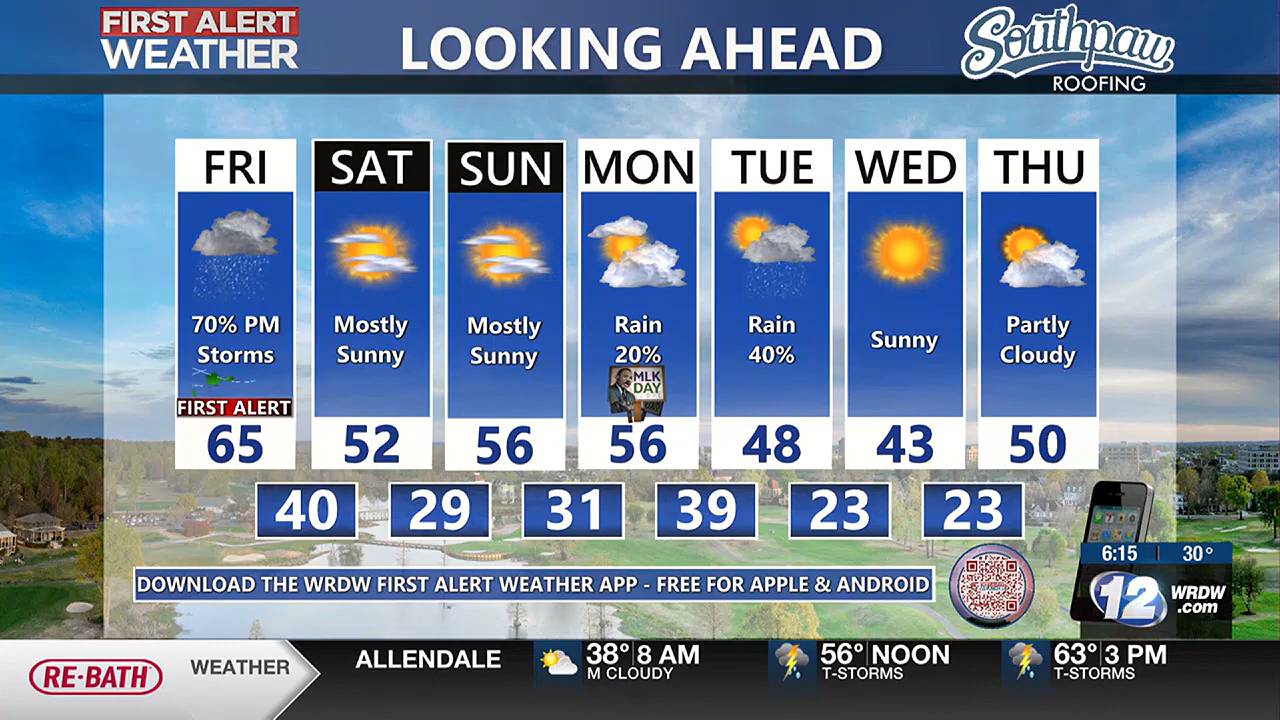 FIRST ALERT
WEATHER
LOOKING AHEAD
Southpaw
ROOFING
FRI
SAT
SUN
MON
TUE
WED
THU
70% PM
Storms
FIRST ALERT
Mostly
Sunny
Mostly
Sunny
Rain
20%
MLK
DAY
Rain
40%
Sunny
Partly
Cloudy
65
52
56
56
48
43
50
40
29
31
39
23
23
DOWNLOAD THE WRDW FIRST ALERT WEATHER APP - FREE FOR APPLE & ANDROID
6:15 30°
12
WRDW
.com
RE·BATH
WEATHER
ALLENDALE
38° 8 AM
M CLOUDY
56° NOON
T-STORMS
63° 3 PM
T-STORMS